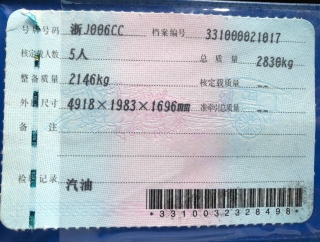 号牌号码 浙J006CC 档案编号 331000021017
核定载人数 5人 总质量 2830kg
整备质量 2146kg 核定载质量 --
外廓尺寸 4918×1983×1696mm 准牵引总质量 --
备注
检验记录 汽油
*3310032328498*